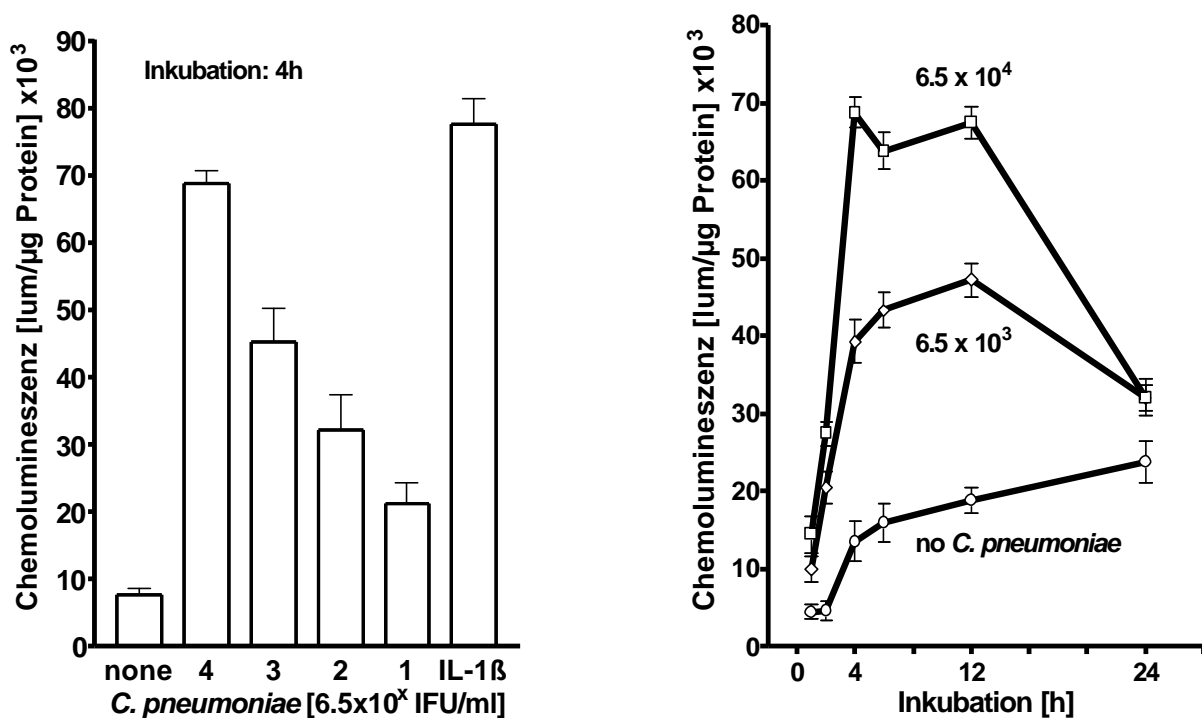 Chemolumineszenz [lum/µg Protein] x10³
90
80
70
60
50
40
30
20
10
0
Inkubation: 4h
none 4 3 2 1 IL-1ß
C. pneumoniae [6.5x10ˣ IFU/ml]
Chemolumineszenz [lum/µg Protein] x10³
80
70
60
50
40
30
20
10
0
6.5 x 10⁴
6.5 x 10³
no C. pneumoniae
0 4 12 24
Inkubation [h]